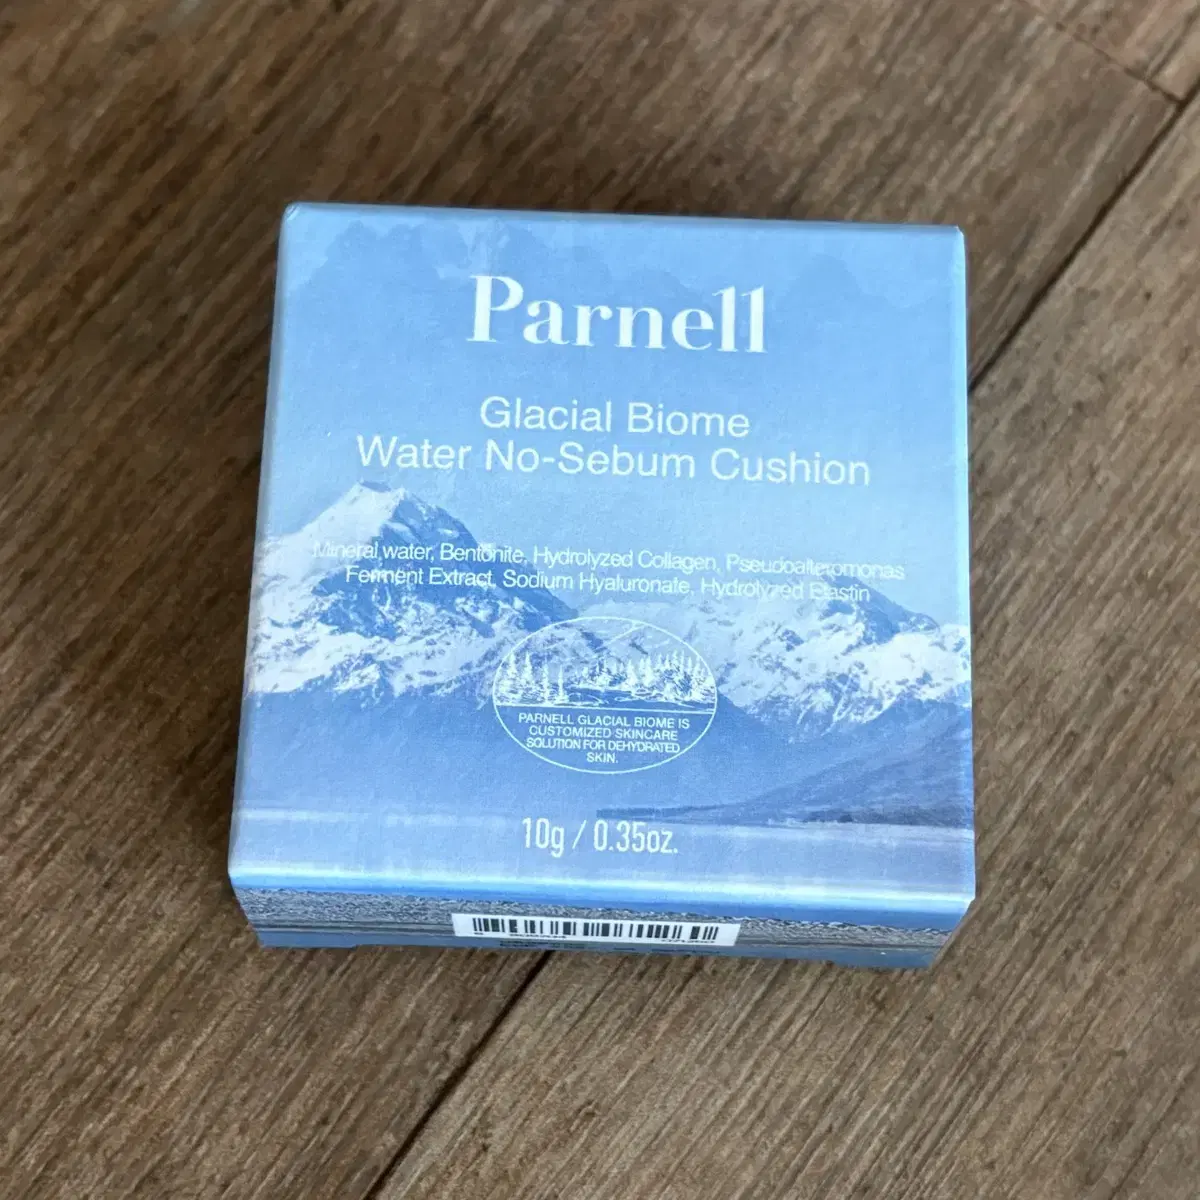 Parnell
Glacial Biome
Water No-Sebum Cushion
Mineral water, Bentonite, Hydrolyzed Collagen, Pseudoalteromonas
Ferment Extract, Sodium Hyaluronate, Hydrolyzed Elastin
PARNELL GLACIAL BIOME IS
CUSTOMIZED SKINCARE
SOLUTION FOR DEHYDRATED
SKIN.
10g / 0.35oz.